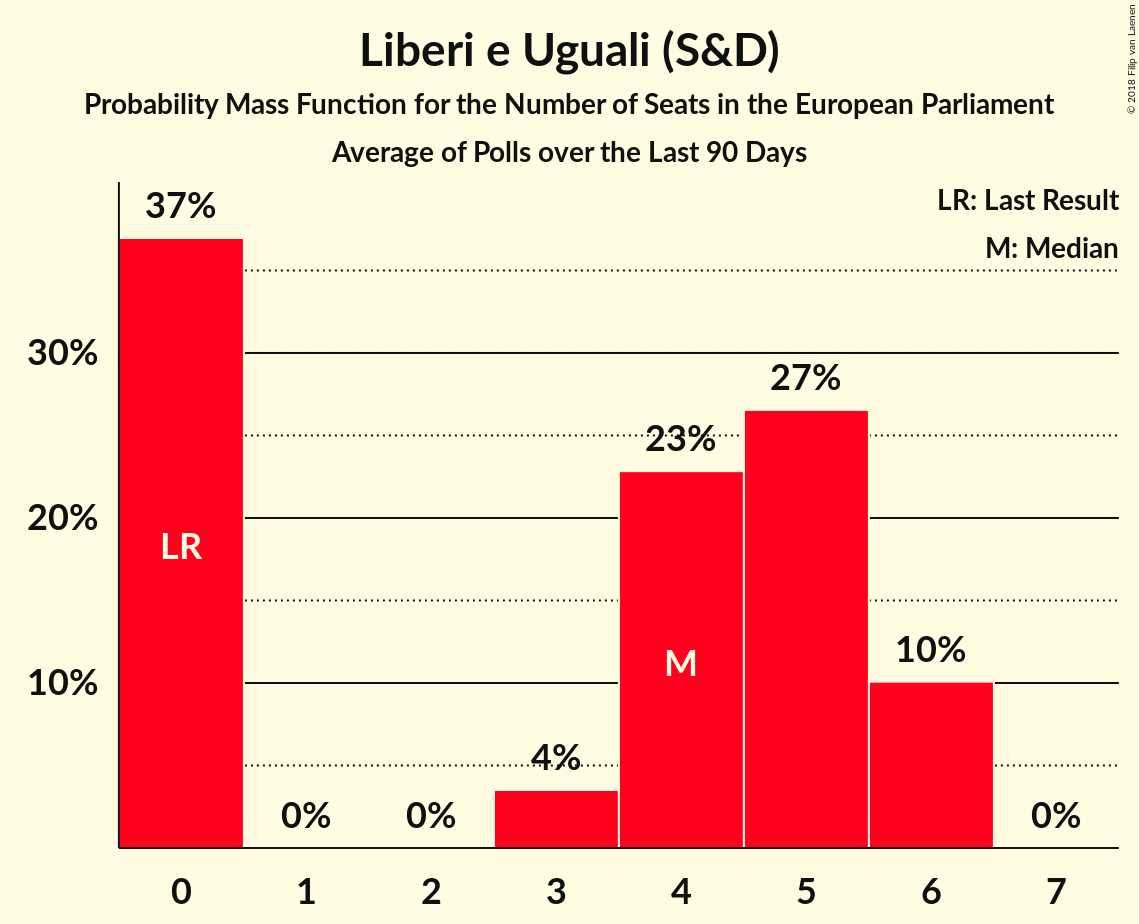 Liberi e Uguali (S&D)
Probability Mass Function for the Number of Seats in the European Parliament
Average of Polls over the Last 90 Days
© 2018 Filip van Laenen
LR: Last Result
M: Median
37%
30%
27%
23%
20%
LR
M
10%
10%
4%
0%
0%
0%
0 1 2 3 4 5 6 7